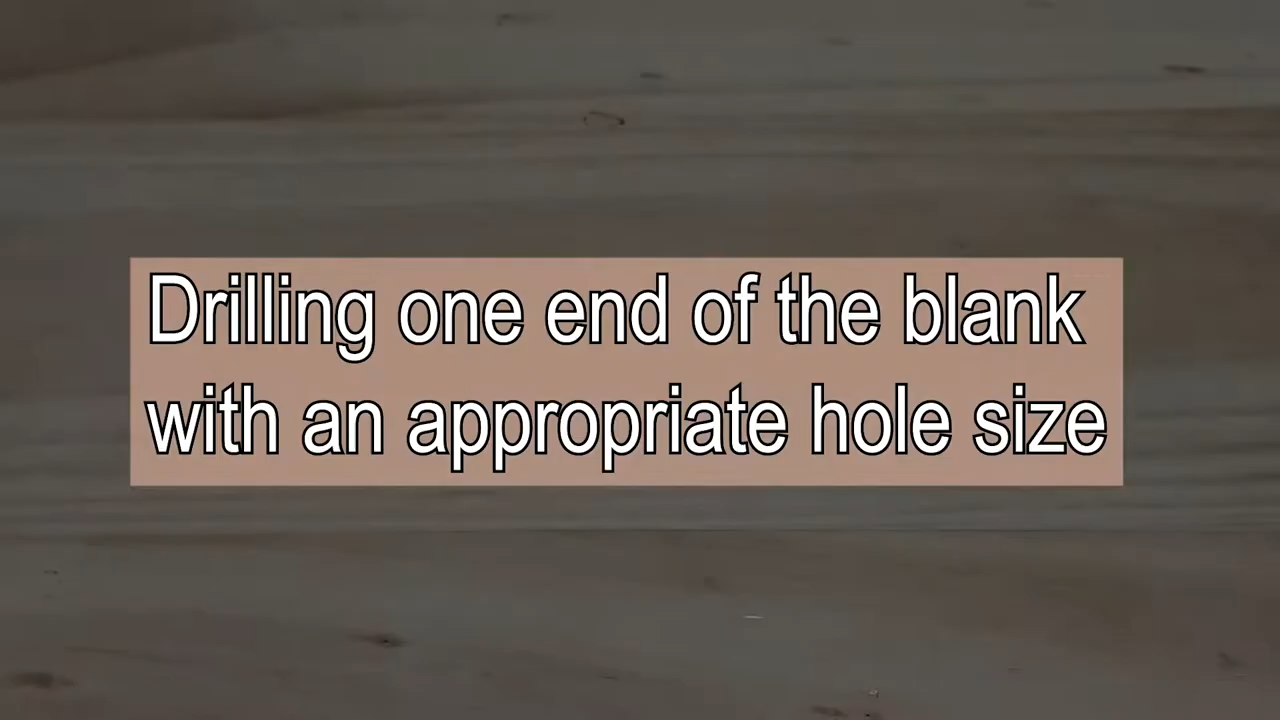 Drilling one end of the blank
with an appropriate hole size